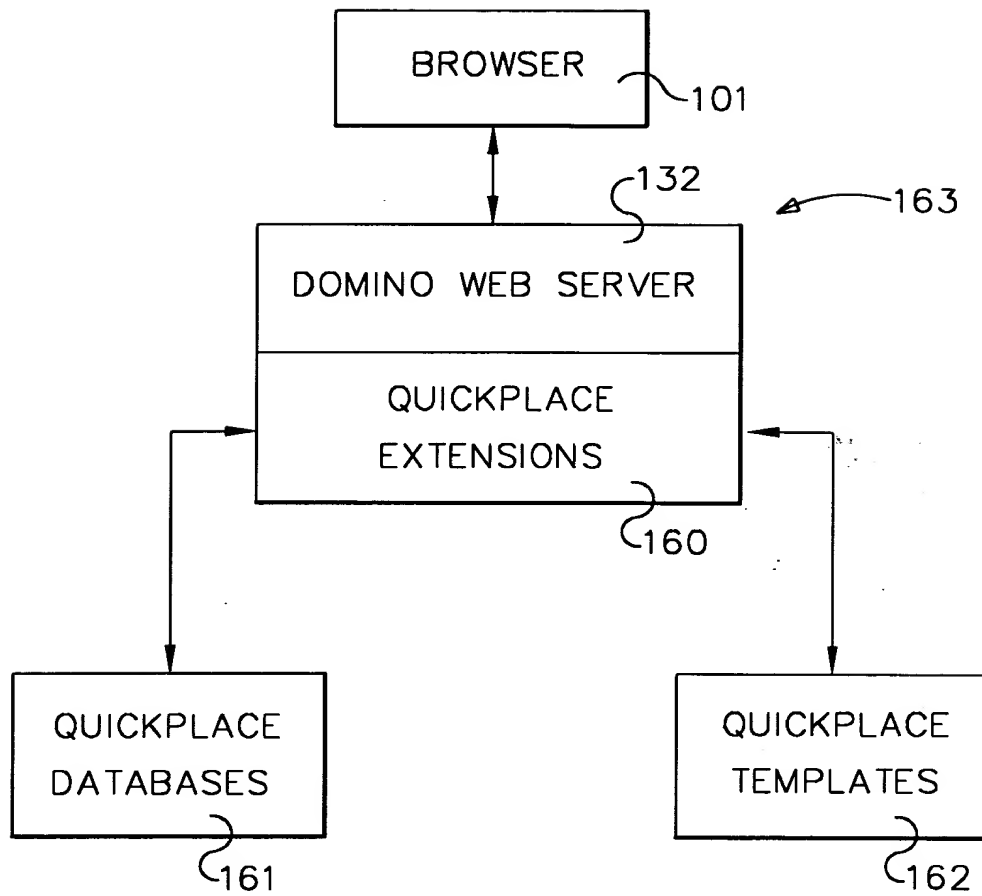 BROWSER
101
132
163
DOMINO WEB SERVER
QUICKPLACE
EXTENSIONS
160
QUICKPLACE
DATABASES
161
QUICKPLACE
TEMPLATES
162